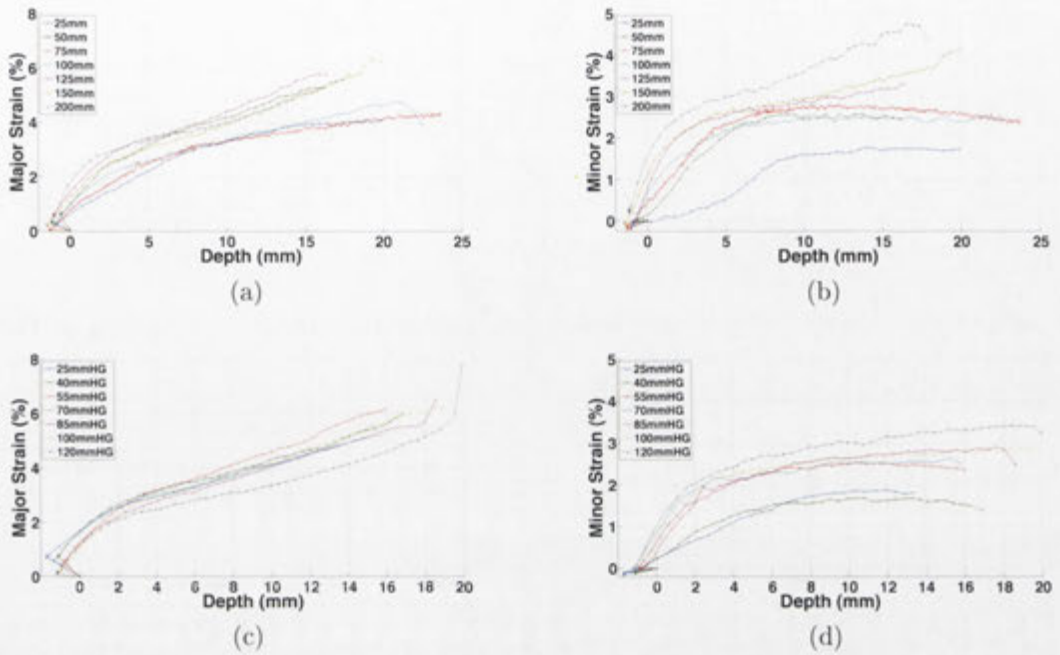 8
6
4
2
0
Major Strain (%)
25mm
50mm
75mm
100mm
125mm
150mm
200mm
0 5 10 15 20 25
Depth (mm)
(a)
5
4
3
2
1
0
Minor Strain (%)
25mm
50mm
75mm
100mm
125mm
150mm
200mm
0 5 10 15 20 25
Depth (mm)
(b)
8
6
4
2
0
Major Strain (%)
25mmHG
40mmHG
55mmHG
70mmHG
85mmHG
100mmHG
120mmHG
0 2 4 6 8 10 12 14 16 18 20
Depth (mm)
(c)
5
4
3
2
1
0
Minor Strain (%)
25mmHG
40mmHG
55mmHG
70mmHG
85mmHG
100mmHG
120mmHG
0 2 4 6 8 10 12 14 16 18 20
Depth (mm)
(d)